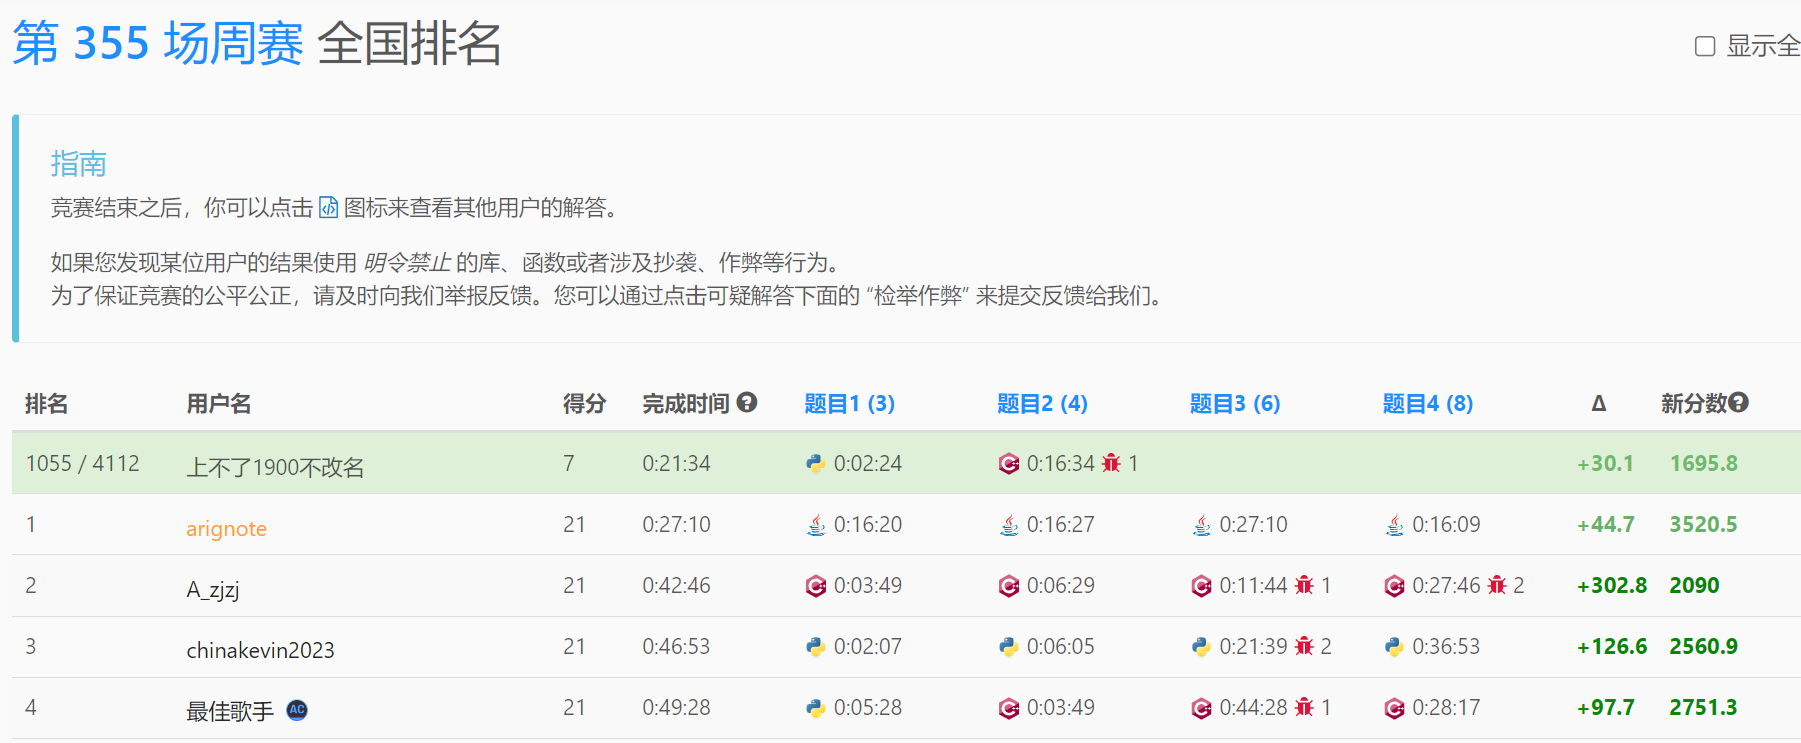 第 355 场周赛 全国排名
显示全
指南
竞赛结束之后，你可以点击 图标来查看其他用户的解答。
如果您发现某位用户的结果使用 明令禁止 的库、函数或者涉及抄袭、作弊等行为。
为了保证竞赛的公平公正，请及时向我们举报反馈。您可以通过点击可疑解答下面的 “检举作弊” 来提交反馈给我们。
排名 用户名 得分 完成时间 题目1 (3) 题目2 (4) 题目3 (6) 题目4 (8) Δ 新分数
1055 / 4112 上不了1900不改名 7 0:21:34 0:02:24 0:16:34 1 +30.1 1695.8
1 arignote 21 0:27:10 0:16:20 0:16:27 0:27:10 0:16:09 +44.7 3520.5
2 A_zjzj 21 0:42:46 0:03:49 0:06:29 0:11:44 1 0:27:46 2 +302.8 2090
3 chinakevin2023 21 0:46:53 0:02:07 0:06:05 0:21:39 2 0:36:53 +126.6 2560.9
4 最佳歌手 AC 21 0:49:28 0:05:28 0:03:49 0:44:28 1 0:28:17 +97.7 2751.3